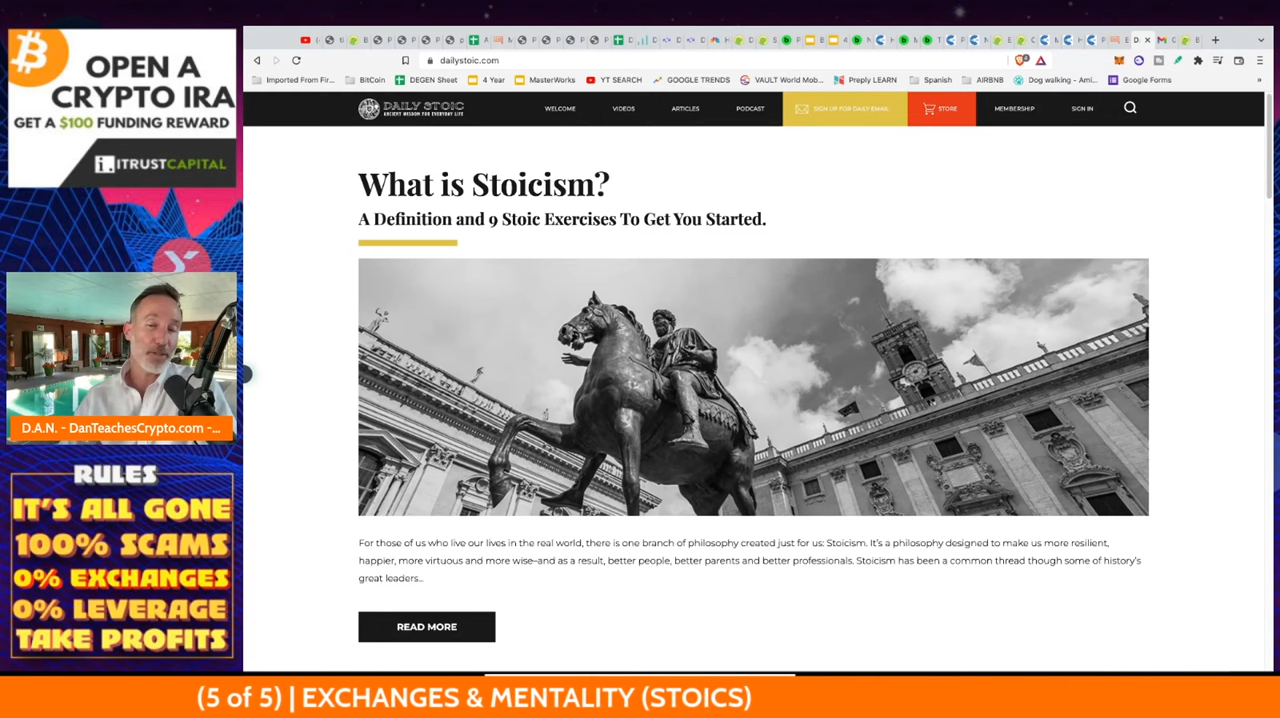 OPEN A
CRYPTO IRA
GET A $100 FUNDING REWARD
ITRUSTCAPITAL
D.A.N. - DanTeachesCrypto.com -...
RULES
IT'S ALL GONE
100% SCAMS
0% EXCHANGES
0% LEVERAGE
TAKE PROFITS
dailystoic.com
Imported From Fir...
BitCoin
DEGEN Sheet
4 Year
MasterWorks
YT SEARCH
GOOGLE TRENDS
VAULT World Mob...
Preply LEARN
Spanish
AIRBNB
Dog walking - Ami...
Google Forms
DAILY STOIC
ANCIENT WISDOM FOR EVERYDAY LIFE
WELCOME
VIDEOS
ARTICLES
PODCAST
SIGN UP FOR DAILY EMAIL
STORE
MEMBERSHIP
SIGN IN
What is Stoicism?
A Definition and 9 Stoic Exercises To Get You Started.
For those of us who live our lives in the real world, there is one branch of philosophy created just for us: Stoicism. It's a philosophy designed to make us more resilient,
happier, more virtuous and more wise–and as a result, better people, better parents and better professionals. Stoicism has been a common thread though some of history's
great leaders...
READ MORE
(5 of 5) | EXCHANGES & MENTALITY (STOICS)